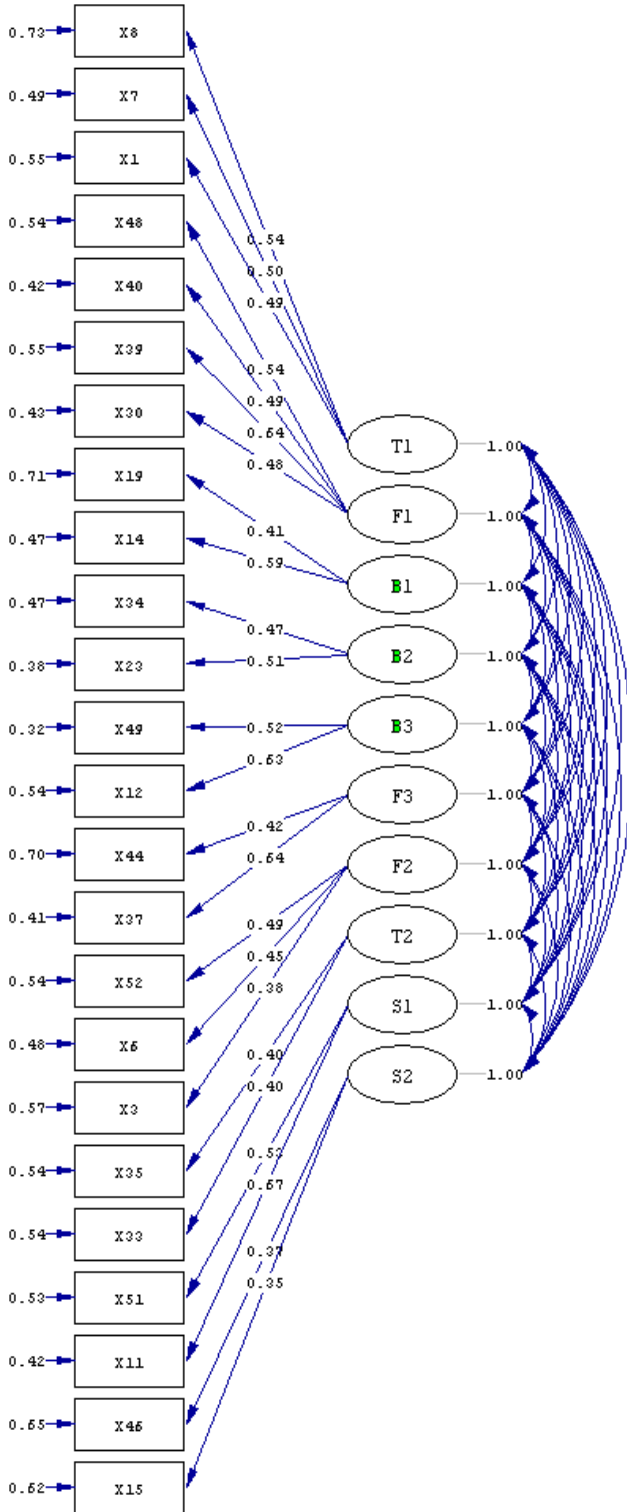 0.73 X8
0.49 X7
0.55 X1
0.54 X48
0.42 X40
0.55 X39
0.43 X30
0.71 X19
0.47 X14
0.47 X34
0.38 X23
0.32 X49
0.54 X12
0.70 X44
0.41 X37
0.54 X52
0.48 X6
0.57 X3
0.54 X35
0.54 X33
0.53 X51
0.42 X11
0.65 X46
0.62 X15
0.54
0.50
0.49
0.54
0.49
0.64
0.48
0.41
0.59
0.47
0.51
0.52
0.63
0.42
0.64
0.49
0.45
0.38
0.40
0.40
0.53
0.67
0.37
0.35
T1 1.00
F1 1.00
B1 1.00
B2 1.00
B3 1.00
F3 1.00
F2 1.00
T2 1.00
S1 1.00
S2 1.00